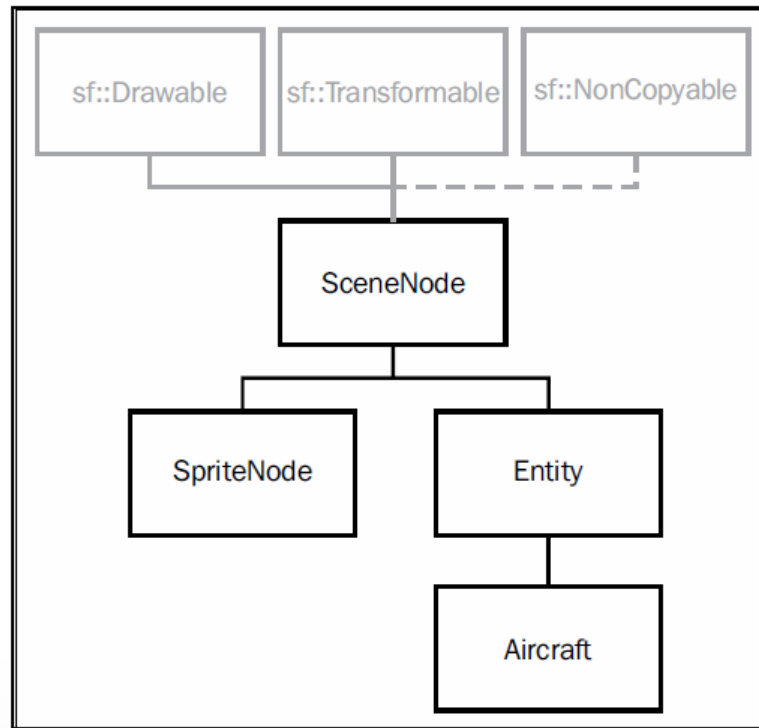 sf::Drawable
sf::Transformable
sf::NonCopyable
SceneNode
SpriteNode
Entity
Aircraft